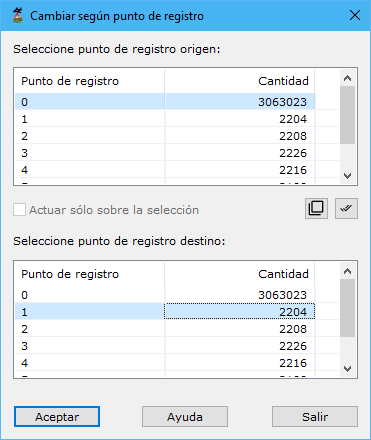 Cambiar según punto de registro
Seleccione punto de registro origen:
Punto de registro Cantidad
0 3063023
1 2204
2 2208
3 2226
4 2216
Actuar sólo sobre la selección
Seleccione punto de registro destino:
Punto de registro Cantidad
0 3063023
1 2204
2 2208
3 2226
4 2216
Aceptar Ayuda Salir